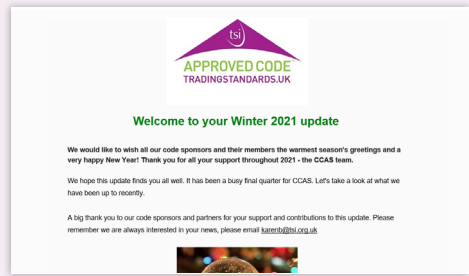 tsi
APPROVED CODE
TRADINGSTANDARDS.UK
Welcome to your Winter 2021 update
We would like to wish all our code sponsors and their members the warmest season's greetings and a
very happy New Year! Thank you for all your support throughout 2021 - the CCAS team.
We hope this update finds you all well. It has been a busy final quarter for CCAS. Let's take a look at what we
have been up to recently.
A big thank you to our code sponsors and partners for your support and contributions to this update. Please
remember we are always interested in your news, please email karenb@tsi.org.uk